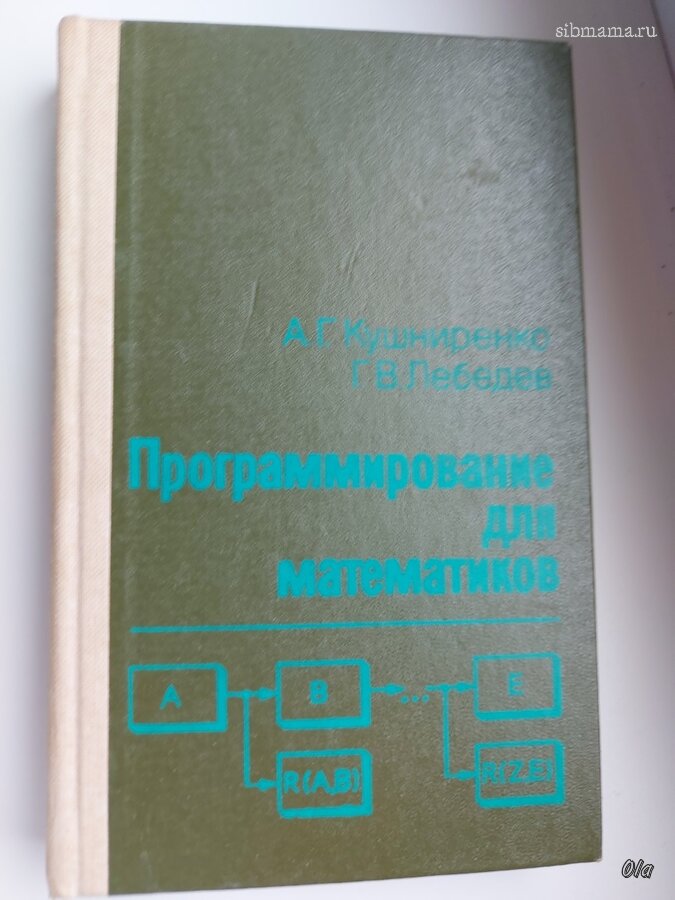 sibmama.ru
А.Г.Кушниренко
Г.В.Лебедев
Программирование
для
математиков
A B ... E
R(A,B) R(Z,E)
Ola